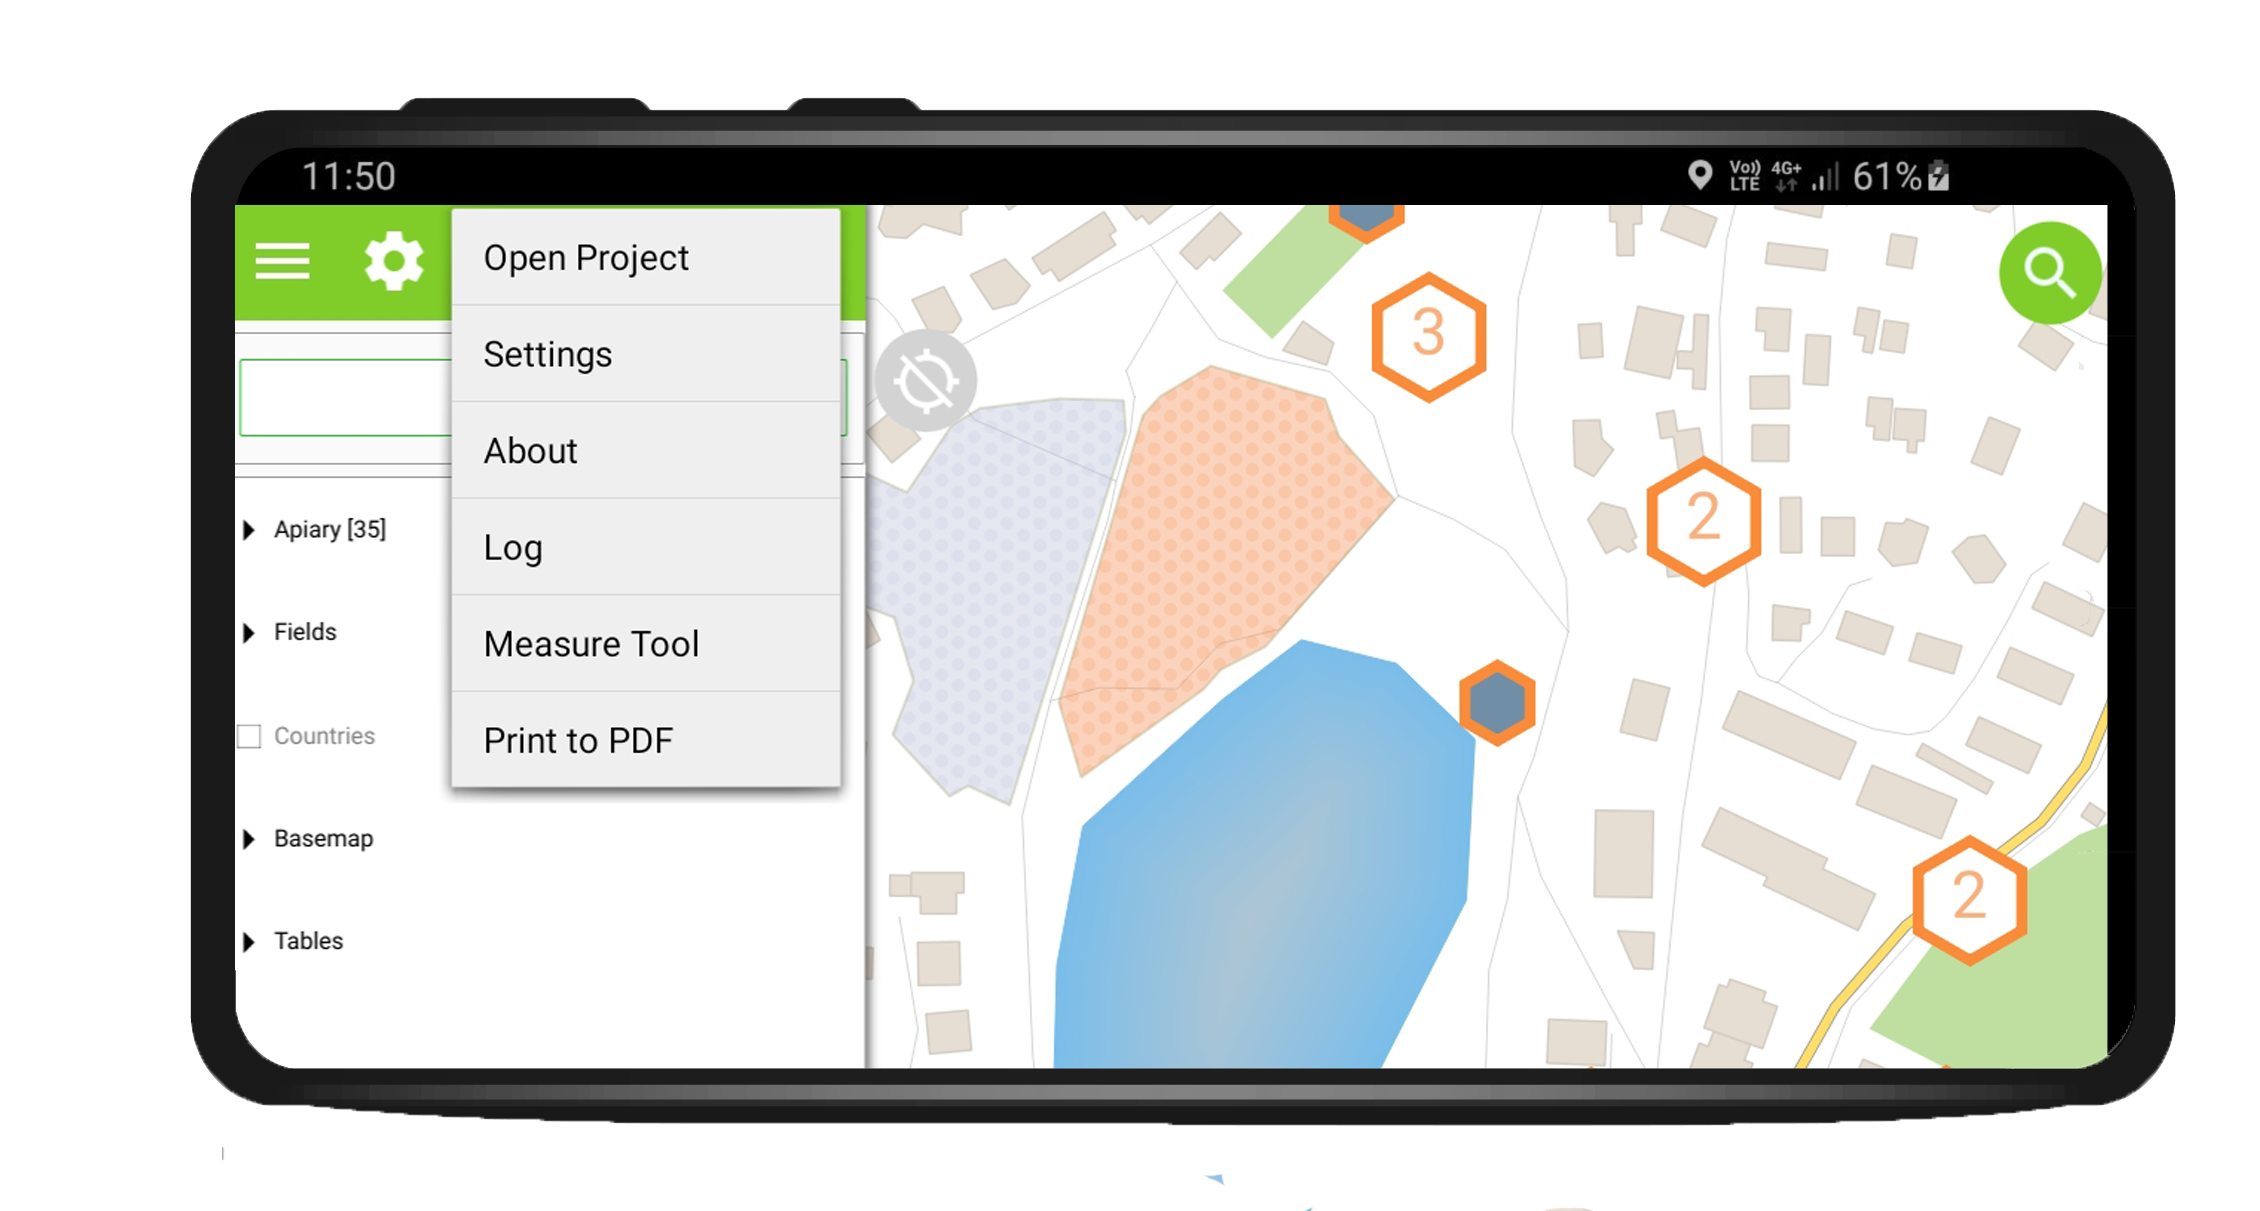 11:50
Vo)) LTE 4G+ 61%
Open Project
Settings
About
Log
Measure Tool
Print to PDF
Apiary [35]
Fields
Countries
Basemap
Tables
3
2
2